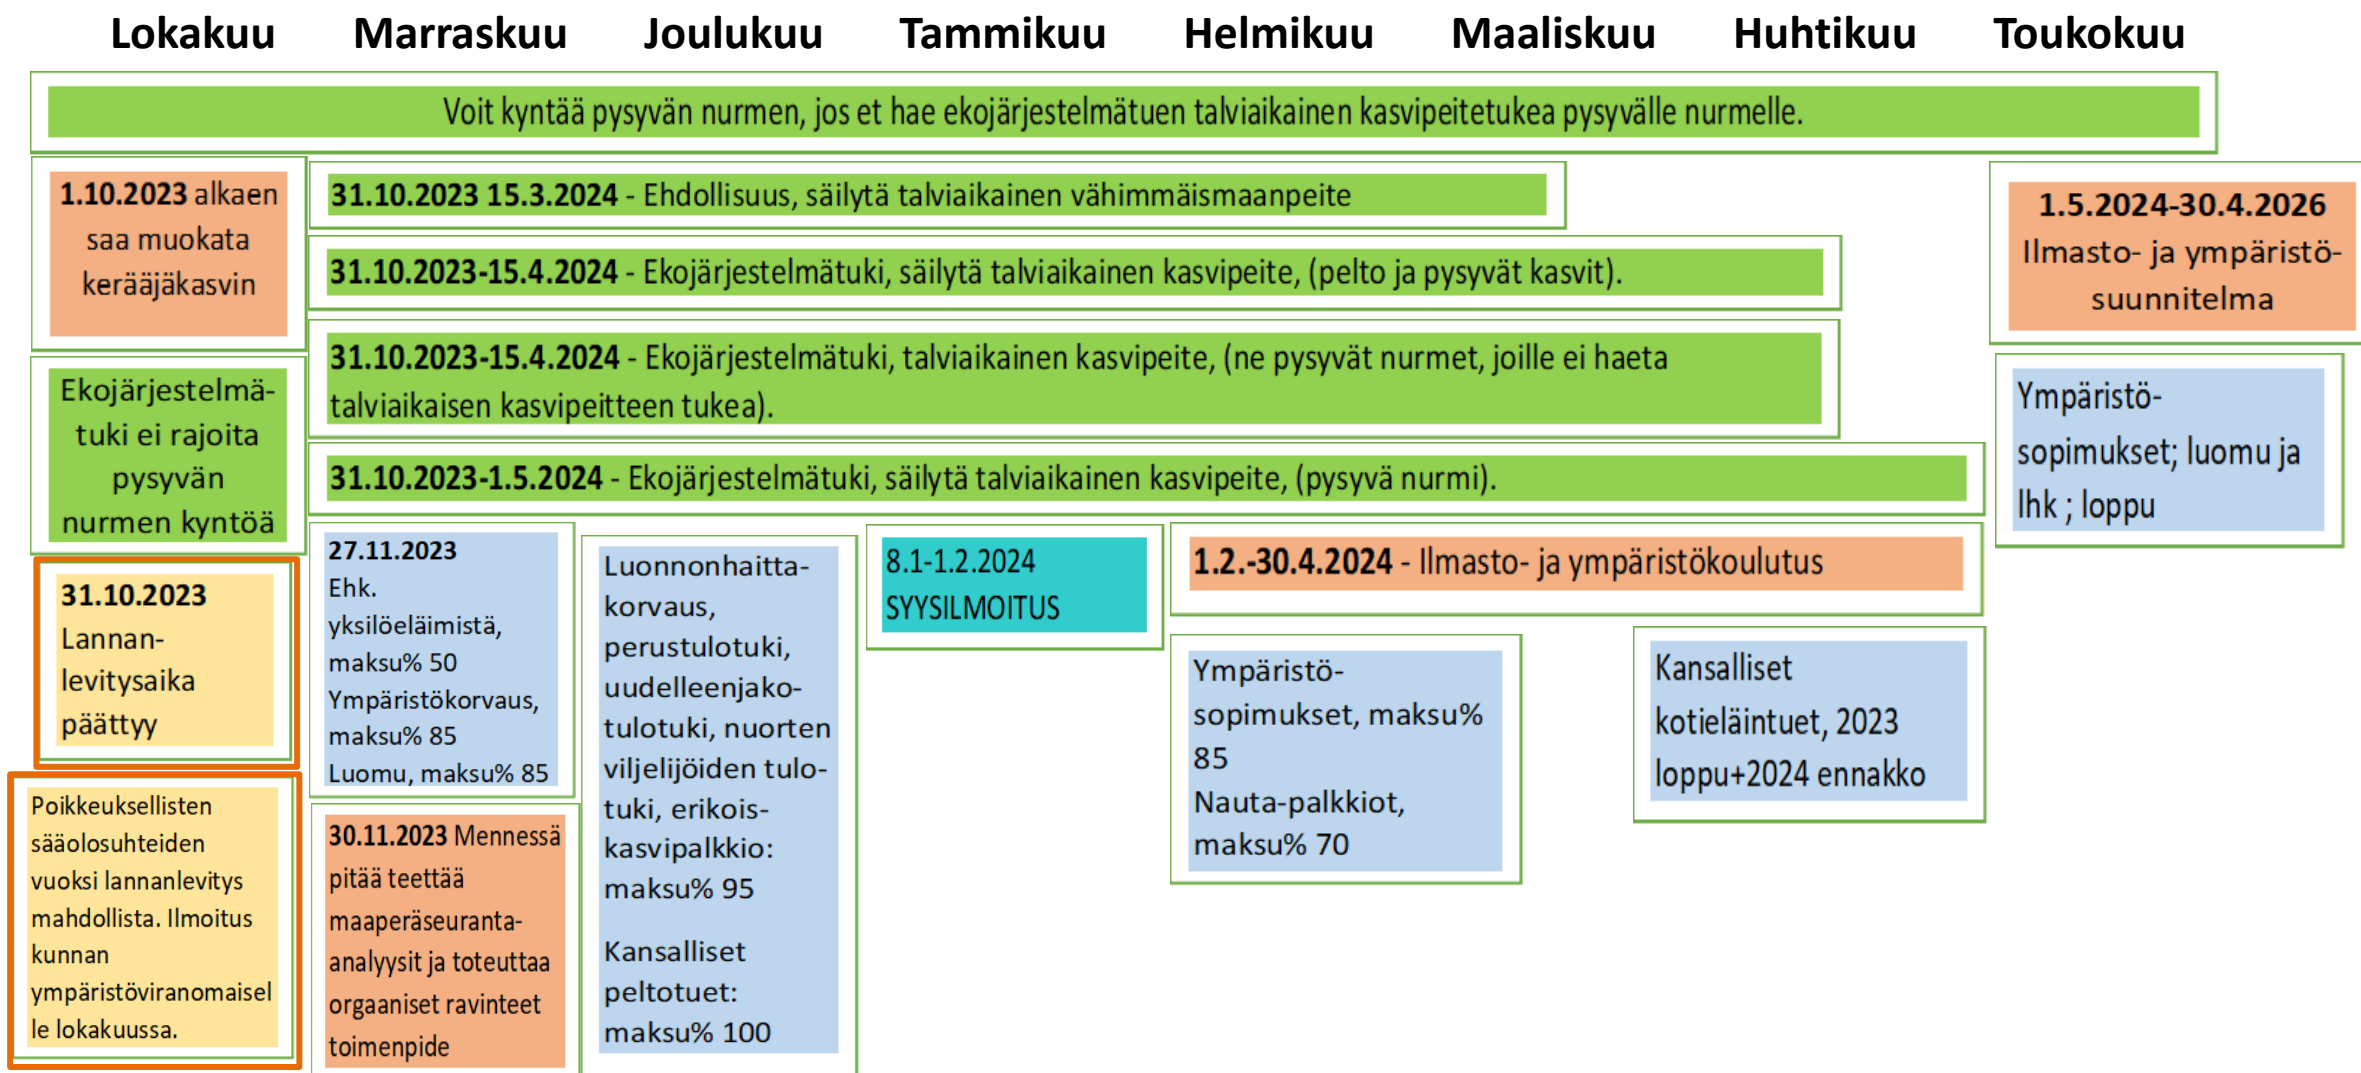 Lokakuu Marraskuu Joulukuu Tammikuu Helmikuu Maaliskuu Huhtikuu Toukokuu
Voit kyntää pysyvän nurmen, jos et hae ekojärjestelmätuen talviaikainen kasvipeitetukea pysyvälle nurmelle.
1.10.2023 alkaen
saa muokata
kerääjäkasvin
31.10.2023 15.3.2024 - Ehdollisuus, säilytä talviaikainen vähimmäismaanpeite
31.10.2023-15.4.2024 - Ekojärjestelmätuki, säilytä talviaikainen kasvipeite, (pelto ja pysyvät kasvit).
31.10.2023-15.4.2024 - Ekojärjestelmätuki, talviaikainen kasvipeite, (ne pysyvät nurmet, joille ei haeta
talviaikaisen kasvipeitteen tukea).
31.10.2023-1.5.2024 - Ekojärjestelmätuki, säilytä talviaikainen kasvipeite, (pysyvä nurmi).
1.5.2024-30.4.2026
Ilmasto- ja ympäristö-
suunnitelma
Ekojärjestelmä-
tuki ei rajoita
pysyvän
nurmen kyntöä
Ympäristö-
sopimukset; luomu ja
lhk ; loppu
31.10.2023
Lannan-
levitysaika
päättyy
27.11.2023
Ehk.
yksilöeläimistä,
maksu% 50
Ympäristökorvaus,
maksu% 85
Luomu, maksu% 85
Luonnonhaitta-
korvaus,
perustulotuki,
uudelleenjako-
tulotuki, nuorten
viljelijöiden tulo-
tuki, erikois-
kasvipalkkio:
maksu% 95
Kansalliset
peltotuet:
maksu% 100
8.1-1.2.2024
SYYSILMOITUS
1.2.-30.4.2024 - Ilmasto- ja ympäristökoulutus
Ympäristö-
sopimukset, maksu%
85
Nauta-palkkiot,
maksu% 70
Kansalliset
kotieläintuet, 2023
loppu+2024 ennakko
Poikkeuksellisten
sääolosuhteiden
vuoksi lannanlevitys
mahdollista. Ilmoitus
kunnan
ympäristöviranomaisel
le lokakuussa.
30.11.2023 Mennessä
pitää teettää
maaperäseuranta-
analyysit ja toteuttaa
orgaaniset ravinteet
toimenpide